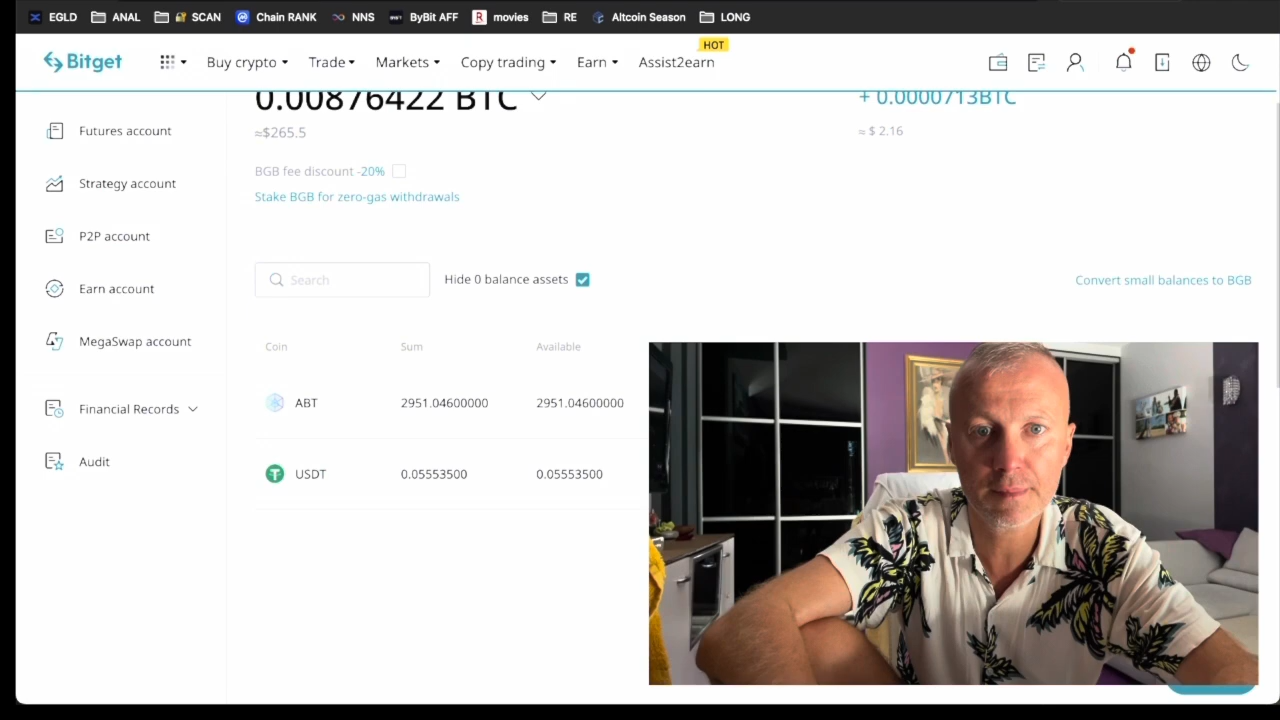 EGLD ANAL SCAN Chain RANK NNS ByBit AFF movies RE Altcoin Season LONG
HOT
Bitget Buy crypto Trade Markets Copy trading Earn Assist2earn
0.00876422 BTC + 0.0000713BTC
≈$265.5 ≈ $ 2.16
Futures account
BGB fee discount -20%
Strategy account
Stake BGB for zero-gas withdrawals
P2P account
Search Hide 0 balance assets Convert small balances to BGB
Earn account
MegaSwap account
Coin Sum Available
ABT 2951.04600000 2951.04600000
Financial Records
Audit
USDT 0.05553500 0.05553500